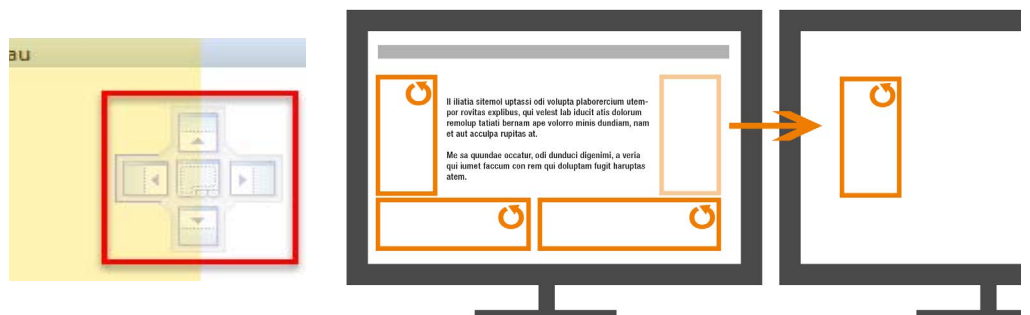 au
Il iliatia sitemol uptassi odi volupta plaborercium utem-
por rovitas explibus, qui velest lab iducit atis dolorum
remolup tatiati bernam ape volorro minis dundiam, nam
et aut acculpa rupitas at.
Me sa quundae occatur, odi dunduci digenimi, a veria
qui iumet faccum con rem qui doluptam fugit haruptas
atem.